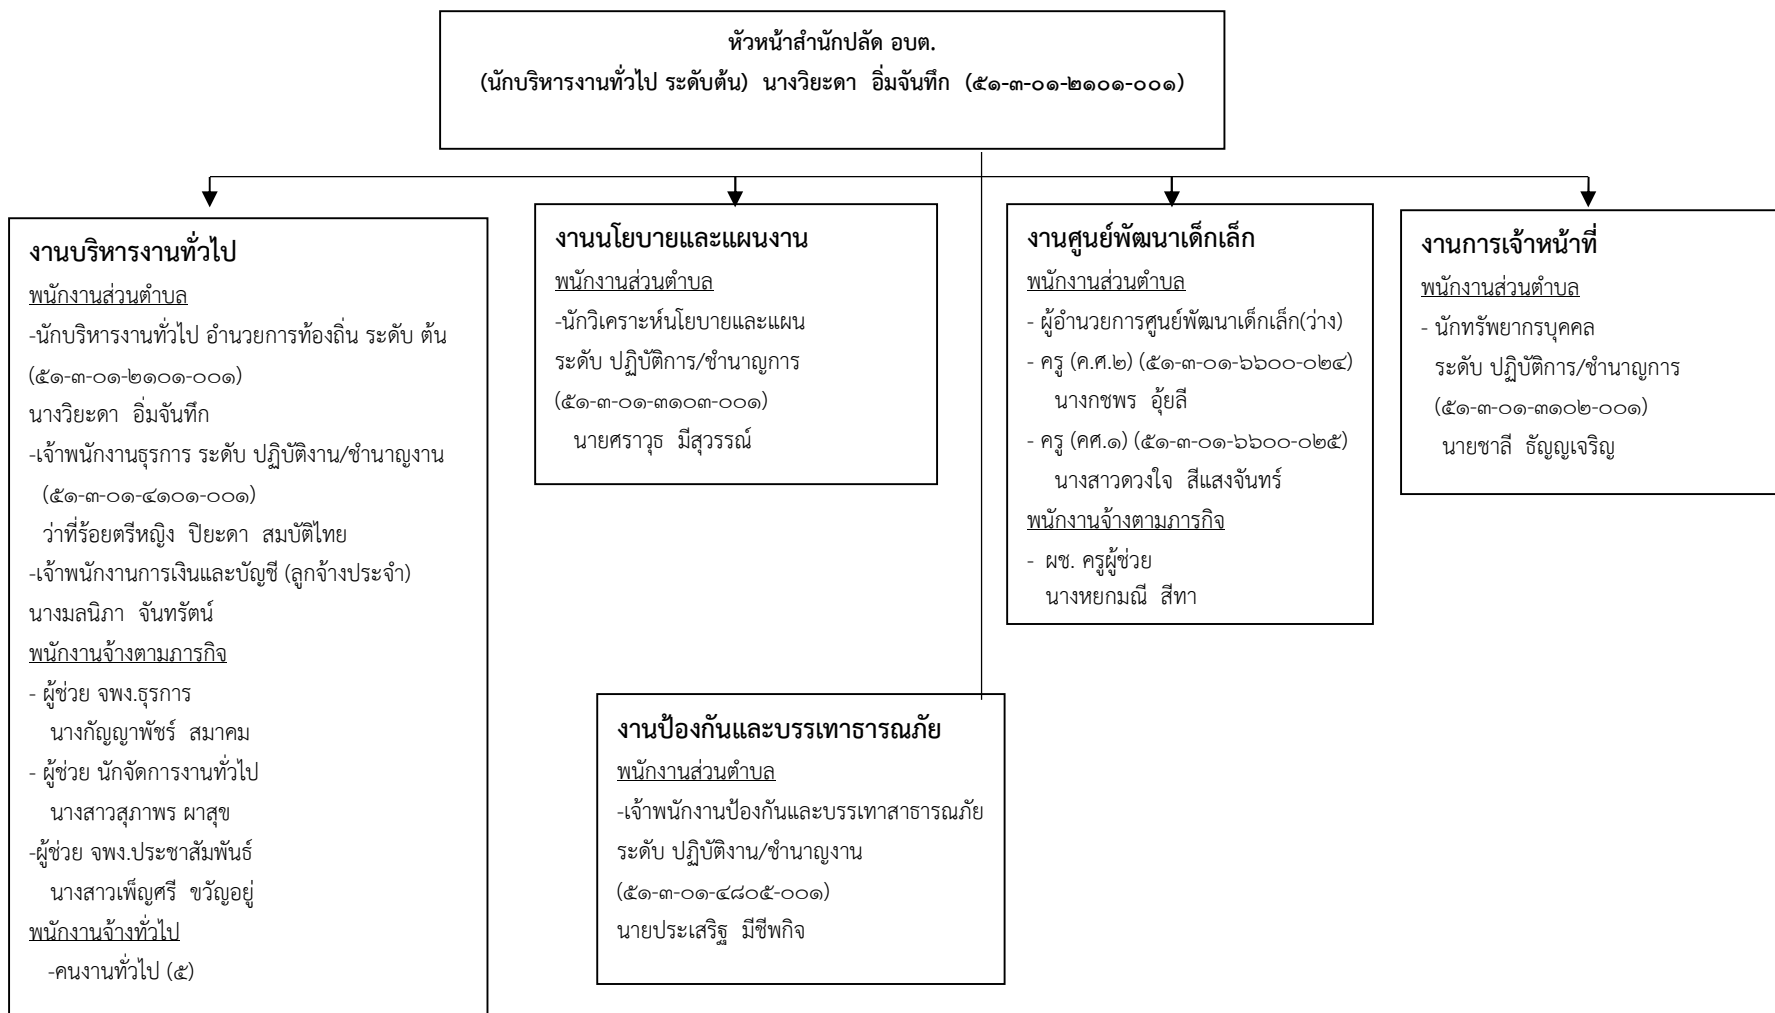 หัวหน้าสำนักปลัด อบต.
(นักบริหารงานทั่วไป ระดับต้น) นางวิยะดา อิ่มจันทึก (๕๑-๓-๐๑-๒๑๐๑-๐๐๑)
งานบริหารงานทั่วไป
พนักงานส่วนตำบล
-นักบริหารงานทั่วไป อำนวยการท้องถิ่น ระดับ ต้น
(๕๑-๓-๐๑-๒๑๐๑-๐๐๑)
นางวิยะดา อิ่มจันทึก
-เจ้าพนักงานธุรการ ระดับ ปฏิบัติงาน/ชำนาญงาน
(๕๑-๓-๐๑-๔๑๐๑-๐๐๑)
ว่าที่ร้อยตรีหญิง ปิยะดา สมบัติไทย
-เจ้าพนักงานการเงินและบัญชี (ลูกจ้างประจำ)
นางมลนิภา จันทรัตน์
พนักงานจ้างตามภารกิจ
- ผู้ช่วย จพง.ธุรการ
นางกัญญาพัชร์ สมาคม
- ผู้ช่วย นักจัดการงานทั่วไป
นางสาวสุภาพร ผาสุข
-ผู้ช่วย จพง.ประชาสัมพันธ์
นางสาวเพ็ญศรี ขวัญอยู่
พนักงานจ้างทั่วไป
-คนงานทั่วไป (๕)
งานนโยบายและแผนงาน
พนักงานส่วนตำบล
-นักวิเคราะห์นโยบายและแผน
ระดับ ปฏิบัติการ/ชำนาญการ
(๕๑-๓-๐๑-๓๑๐๓-๐๐๑)
นายศราวุธ มีสุวรรณ์
งานศูนย์พัฒนาเด็กเล็ก
พนักงานส่วนตำบล
- ผู้อำนวยการศูนย์พัฒนาเด็กเล็ก(ว่าง)
- ครู (ค.ศ.๒) (๕๑-๓-๐๑-๖๖๐๐-๐๒๔)
นางกชพร อุ้ยลี
- ครู (คศ.๑) (๕๑-๓-๐๑-๖๖๐๐-๐๒๕)
นางสาวดวงใจ สีแสงจันทร์
พนักงานจ้างตามภารกิจ
- ผช. ครูผู้ช่วย
นางหยกมณี สีทา
งานการเจ้าหน้าที่
พนักงานส่วนตำบล
- นักทรัพยากรบุคคล
ระดับ ปฏิบัติการ/ชำนาญการ
(๕๑-๓-๐๑-๓๑๐๒-๐๐๑)
นายชาลี ธัญญเจริญ
งานป้องกันและบรรเทาธารณภัย
พนักงานส่วนตำบล
-เจ้าพนักงานป้องกันและบรรเทาสาธารณภัย
ระดับ ปฏิบัติงาน/ชำนาญงาน
(๕๑-๓-๐๑-๔๘๐๕-๐๐๑)
นายประเสริฐ มีชีพกิจ